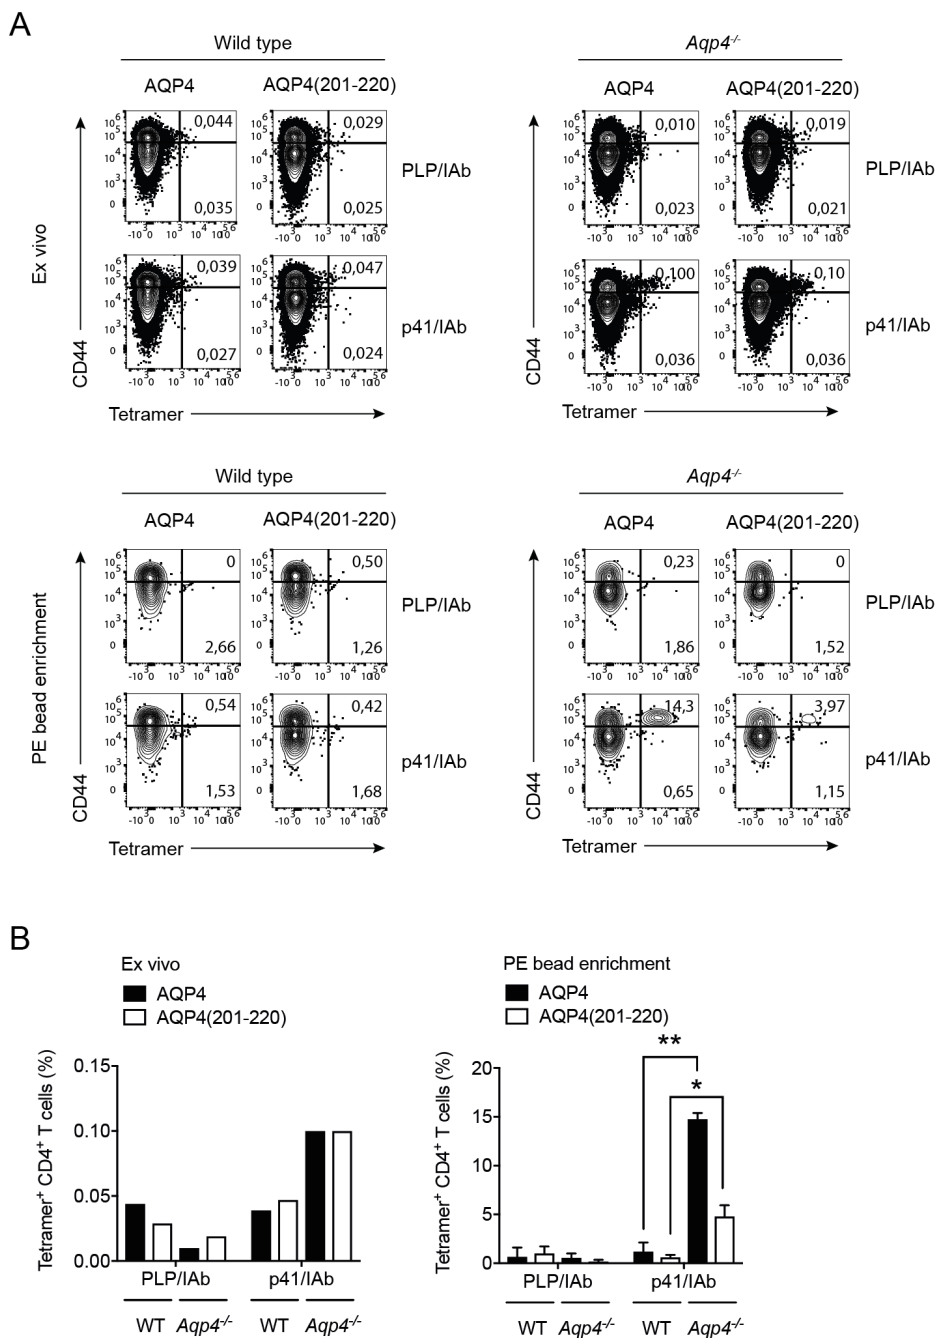 A
Wild type
Aqp4-/-
AQP4 AQP4(201-220)
AQP4 AQP4(201-220)
Ex vivo
0,044 0,029 PLP/IAb
0,035 0,025
0,010 0,019 PLP/IAb
0,023 0,021
0,039 0,047 p41/IAb
0,027 0,024
0,100 0,10 p41/IAb
0,036 0,036
CD44
CD44
Tetramer
Tetramer
Wild type
Aqp4-/-
AQP4 AQP4(201-220)
AQP4 AQP4(201-220)
PE bead enrichment
0 0,50 PLP/IAb
2,66 1,26
0,23 0 PLP/IAb
1,86 1,52
0,54 0,42 p41/IAb
1,53 1,68
14,3 3,97 p41/IAb
0,65 1,15
CD44
CD44
Tetramer
Tetramer
B
Ex vivo
AQP4
AQP4(201-220)
Tetramer+ CD4+ T cells (%)
0.15
0.10
0.05
0.00
PLP/IAb p41/IAb
WT Aqp4-/- WT Aqp4-/-
PE bead enrichment
AQP4
AQP4(201-220)
Tetramer+ CD4+ T cells (%)
20
15
10
5
0
**
*
PLP/IAb p41/IAb
WT Aqp4-/- WT Aqp4-/-